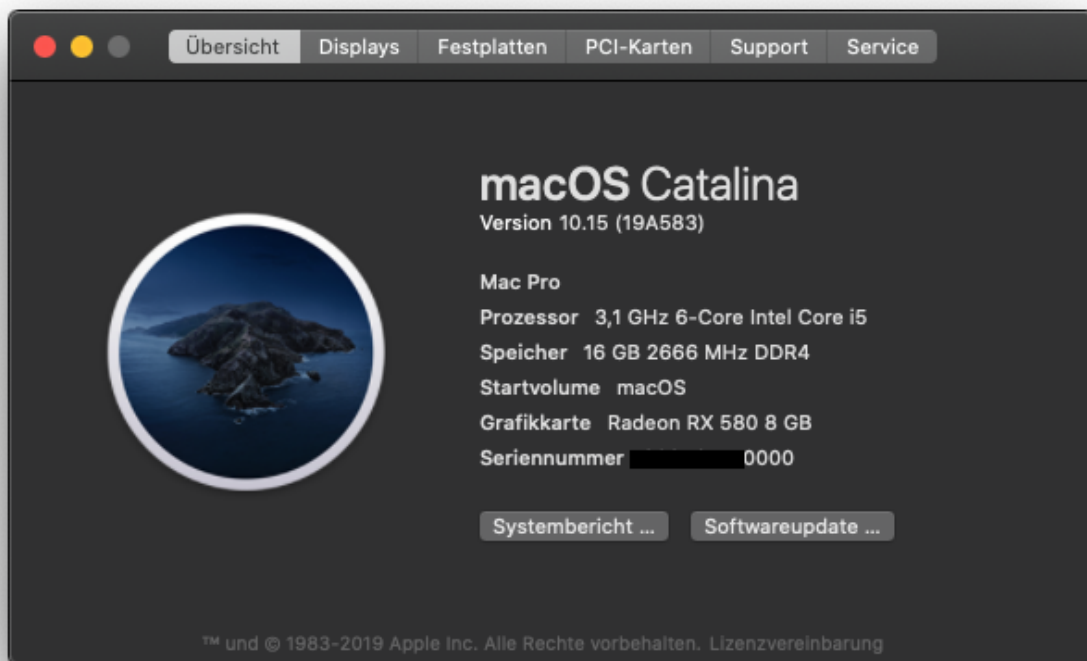 Übersicht Displays Festplatten PCI-Karten Support Service
macOS Catalina
Version 10.15 (19A583)
Mac Pro
Prozessor 3,1 GHz 6-Core Intel Core i5
Speicher 16 GB 2666 MHz DDR4
Startvolume macOS
Grafikkarte Radeon RX 580 8 GB
Seriennummer 0000
Systembericht ... Softwareupdate ...
™ und © 1983-2019 Apple Inc. Alle Rechte vorbehalten. Lizenzvereinbarung